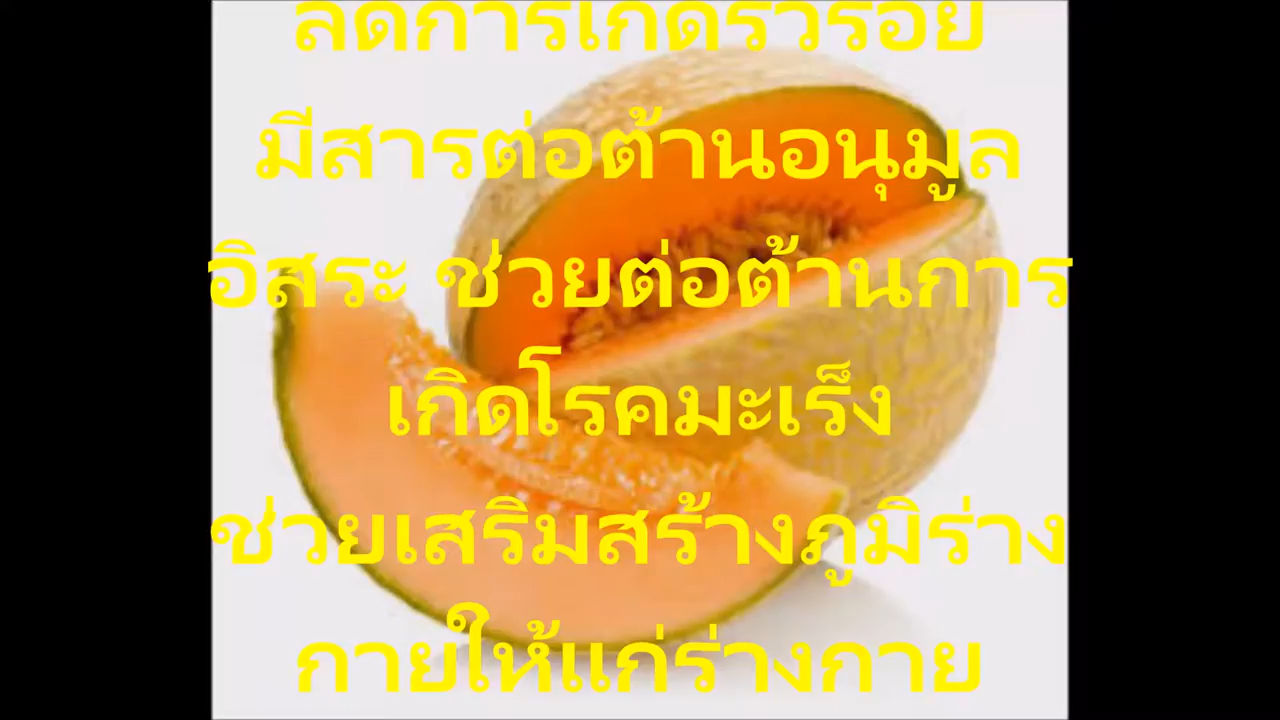 ลดการเกิดริ้วรอย
มีสารต่อต้านอนุมูล
อิสระ ช่วยต่อต้านการ
เกิดโรคมะเร็ง
ช่วยเสริมสร้างภูมิร่าง
กายให้แก่ร่างกาย